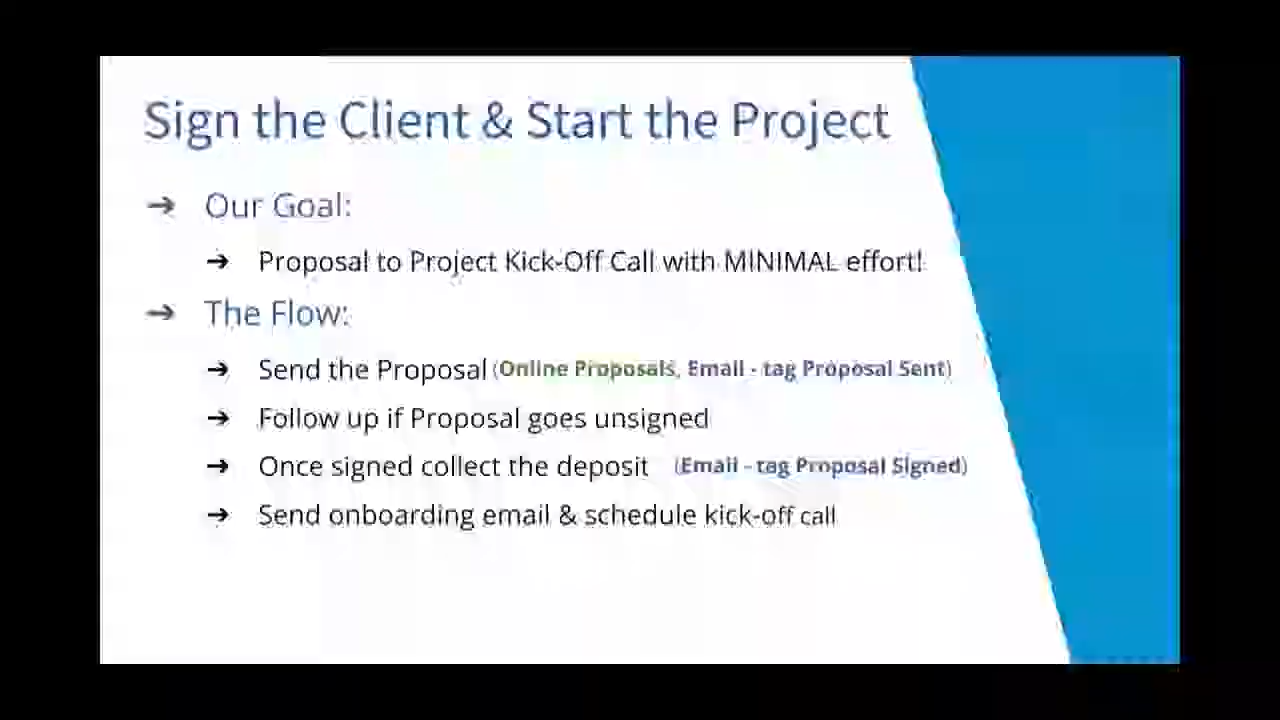 Sign the Client & Start the Project
➔ Our Goal:
➔ Proposal to Project Kick-Off Call with MINIMAL effort!
➔ The Flow:
➔ Send the Proposal (Online Proposals, Email - tag Proposal Sent)
➔ Follow up if Proposal goes unsigned
➔ Once signed collect the deposit (Email - tag Proposal Signed)
➔ Send onboarding email & schedule kick-off call